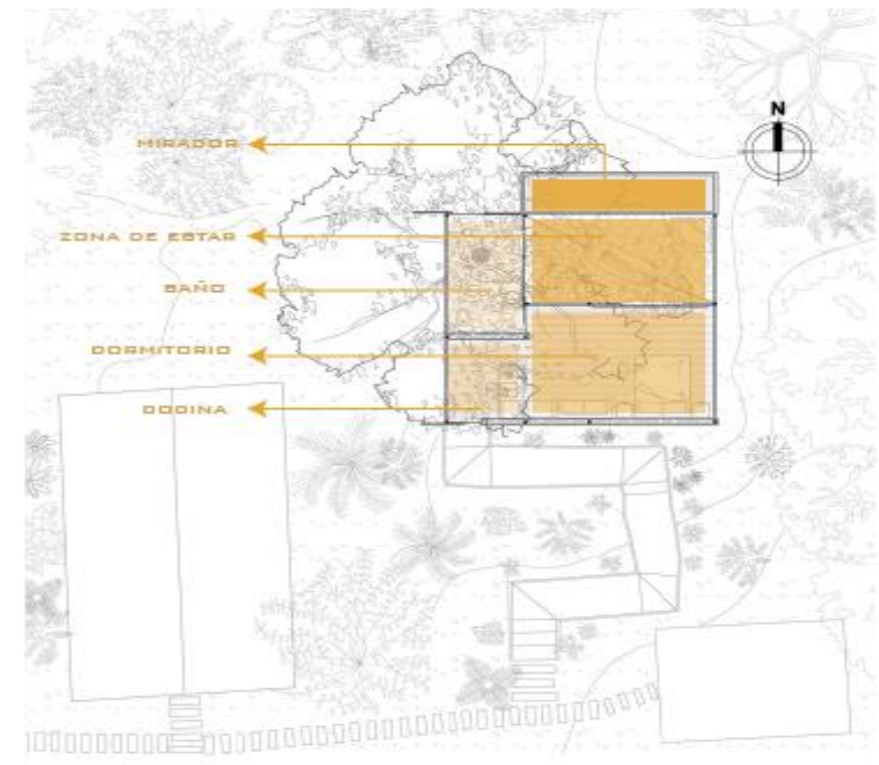 N
MIRADOR
ZONA DE ESTAR
BAÑO
DORMITORIO
COCINA